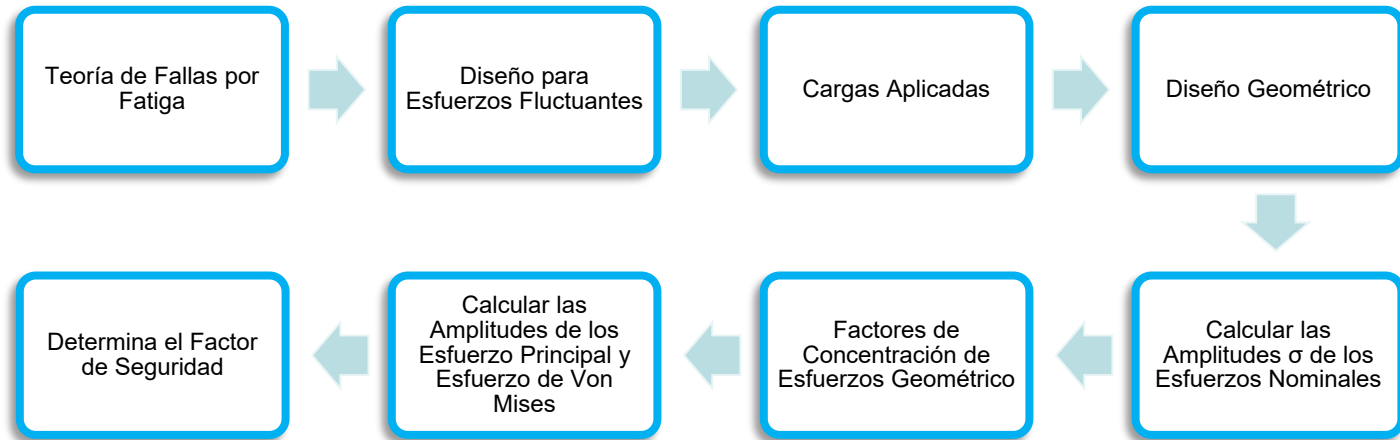 Teoría de Fallas por
Fatiga
Diseño para
Esfuerzos Fluctuantes
Cargas Aplicadas
Diseño Geométrico
Calcular las
Amplitudes σ de los
Esfuerzos Nominales
Factores de
Concentración de
Esfuerzos Geométrico
Calcular las
Amplitudes de los
Esfuerzo Principal y
Esfuerzo de Von
Mises
Determina el Factor
de Seguridad